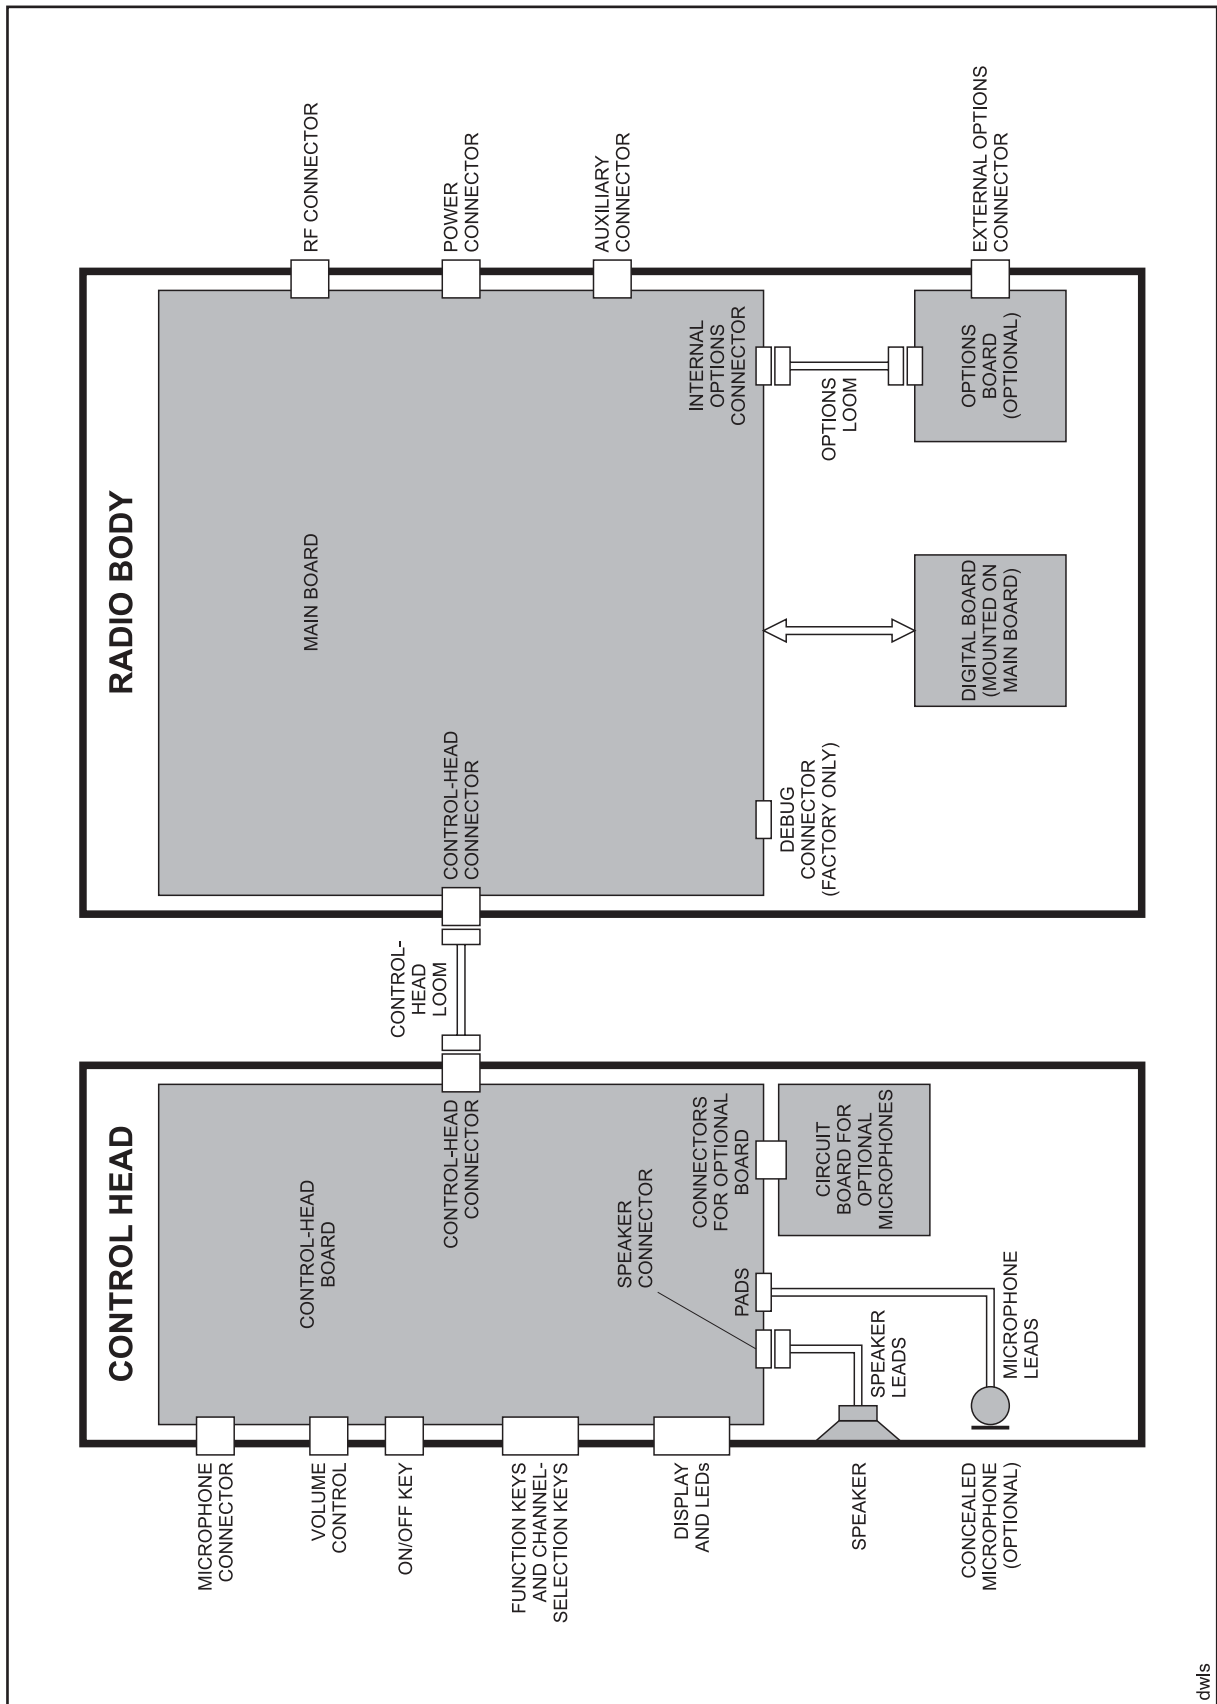 CONTROL HEAD
RADIO BODY
MICROPHONE
CONNECTOR
VOLUME
CONTROL
ON/OFF KEY
FUNCTION KEYS
AND CHANNEL-
SELECTION KEYS
DISPLAY
AND LEDs
SPEAKER
CONCEALED
MICROPHONE
(OPTIONAL)
CONTROL-HEAD
BOARD
CONTROL-HEAD
CONNECTOR
SPEAKER
CONNECTOR
PADS
CONNECTORS
FOR OPTIONAL
BOARD
CIRCUIT
BOARD FOR
OPTIONAL
MICROPHONES
SPEAKER
LEADS
MICROPHONE
LEADS
CONTROL-
HEAD
LOOM
CONTROL-HEAD
CONNECTOR
MAIN BOARD
DEBUG
CONNECTOR
(FACTORY ONLY)
DIGITAL BOARD
(MOUNTED ON
MAIN BOARD)
INTERNAL
OPTIONS
CONNECTOR
OPTIONS
LOOM
OPTIONS
BOARD
(OPTIONAL)
RF CONNECTOR
POWER
CONNECTOR
AUXILIARY
CONNECTOR
EXTERNAL OPTIONS
CONNECTOR
dwls